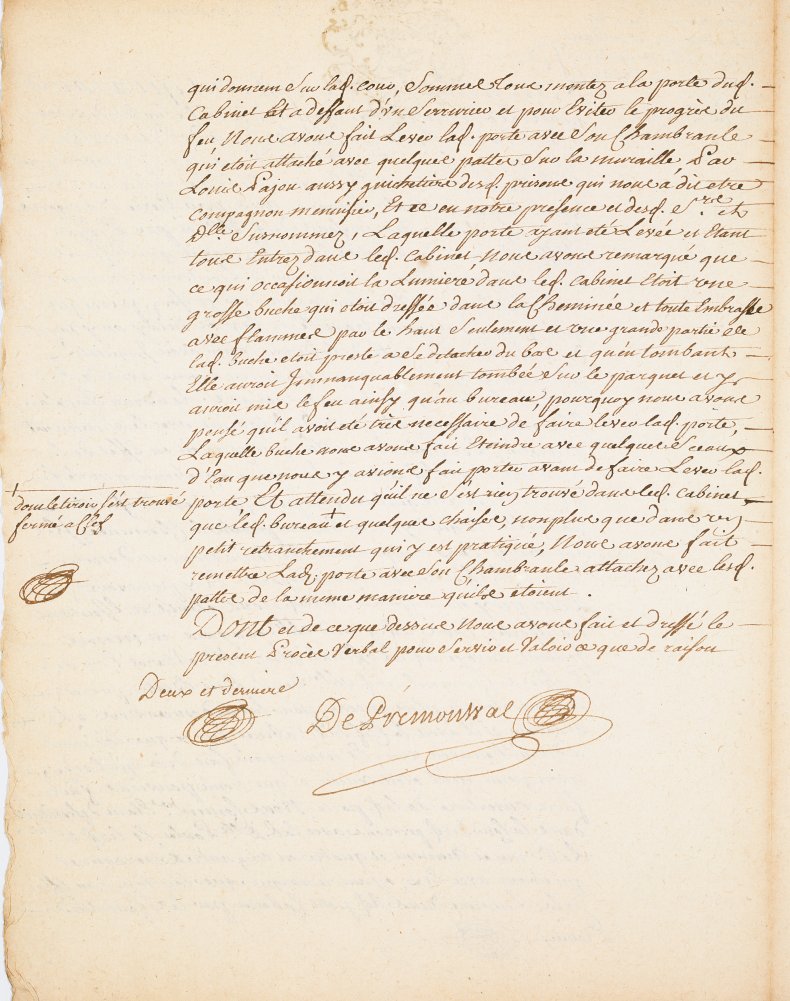 qui donnent Sur lad. cour, Sommes tous montez a la porte dud.
Cabinet Et a deffaut d'un Serrurier et pour Eviter le progrès du
feu, Nous avons fait Lever lad. porte avec Son Chambranle
qui étoit attaché avec quelques pattes Sur la muraille Par
Louis Pajou aussy guichetier desd. prisons qui nous à dit etre
compagnon menuisier, Et ce en notre presence et desd. Srs. et
Dlle. Surnommez, Laquelle porte ayant été Levée et Etant
tous Entrez dans led. Cabinet Nous avons remarqué que
ce qui occasionnoit la Lumiere dans led. Cabinet Etoit une
grosse buche qui etoit dressée dans la Cheminée et toute Embrasée
avec flammes par le haut Seulement et une grande partie de
lad. buche etoit preste a Se detacher du bas et qu'en tombant
Elle auroit Immanquablement tombée Sur le parquet et y
auroit mis le feu ainsy qu'au bureau, pourquoy nous avons
pensé qu'il avoit eté tres necessaire de faire lever lad. porte,
Laquelle buche nous avons fait Eteindre avec quelques Sceaux
d'Eau que nous y avions fait porter avant de faire Lever lad.
porte Et attendu qu'il ne s'est rien trouvé dans led. Cabinet
que led. bureau + et quelques chaises, non plus que dans un
petit retranchement qui y est pratiqué, Nous avons fait
remettre Lad. porte avec Son Chambranle attachez avec lesd.
pattes de la meme maniere qu'ils étoient.
+ dont le tiroir s'est trouvé
fermé a Clef
Dont et de ce que dessus Nous avons fait et dressé le
present Procès Verbal pour Servir et Valoir ce que de raison
Deux et derniere
De Prémontval